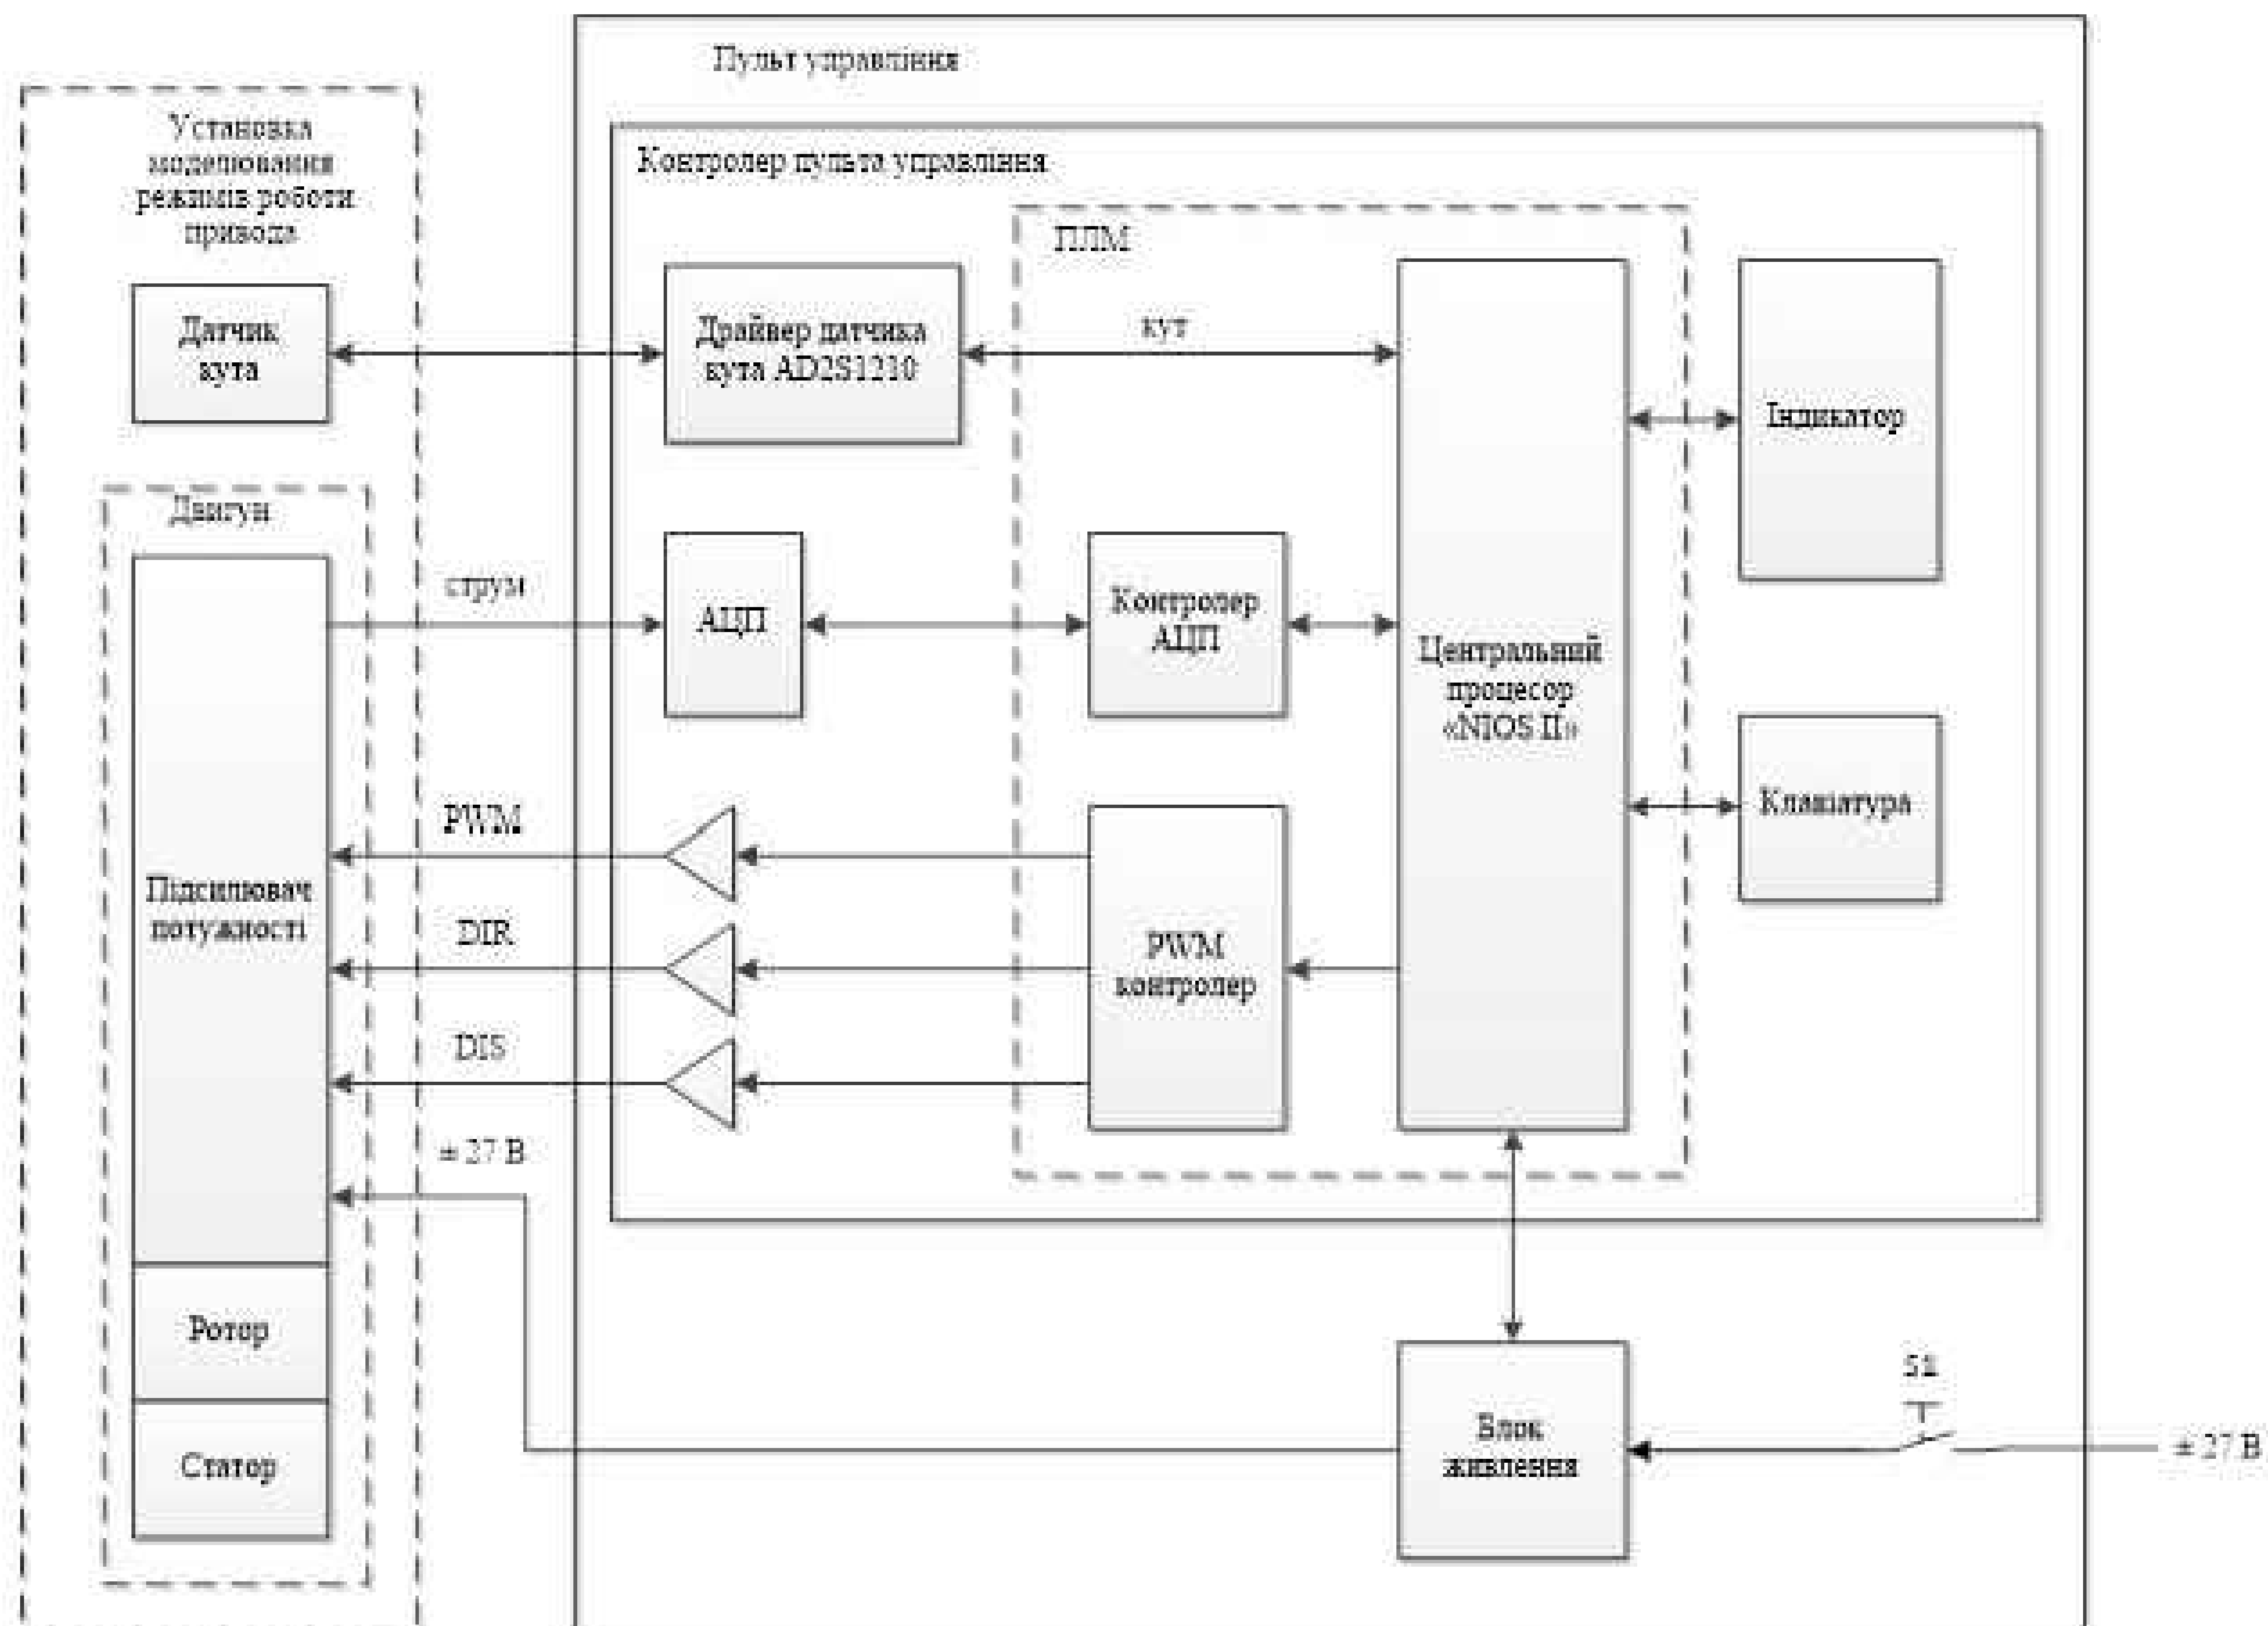 Пульт управління
Установка
моделювання
режимів роботи
привода
Контролер пульта управління
ПЛМ
Датчик
кута
Драйвер датчика
кута AD2S1210
кут
Індикатор
Двигун
струм
АЦП
Контролер
АЦП
Центральний
процесор
«NIOS II»
Клавіатура
PWM
Підсилювач
потужності
DIR
PWM
контролер
DIS
± 27 В
Ротор
Статор
Блок
живлення
± 27 В